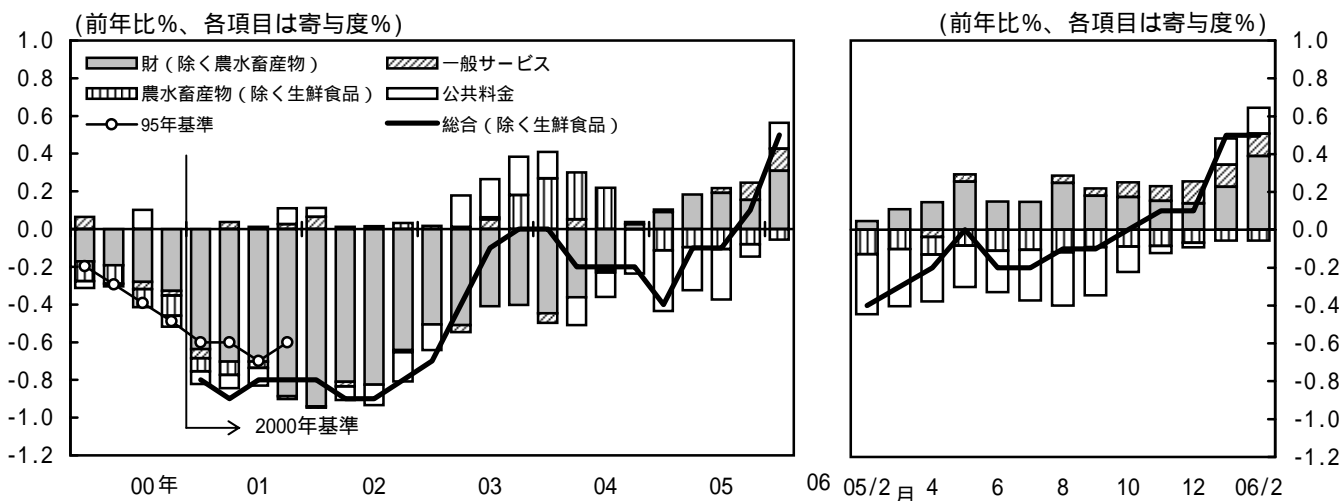 (前年比%、各項目は寄与度%)
(前年比%、各項目は寄与度%)
1.0
0.8
0.6
0.4
0.2
0.0
-0.2
-0.4
-0.6
-0.8
-1.0
-1.2
財(除く農水畜産物)
一般サービス
農水畜産物(除く生鮮食品)
公共料金
95年基準
総合(除く生鮮食品)
2000年基準
00年 01 02 03 04 05 06
1.0
0.8
0.6
0.4
0.2
0.0
-0.2
-0.4
-0.6
-0.8
-1.0
-1.2
05/2月 4 6 8 10 12 06/2